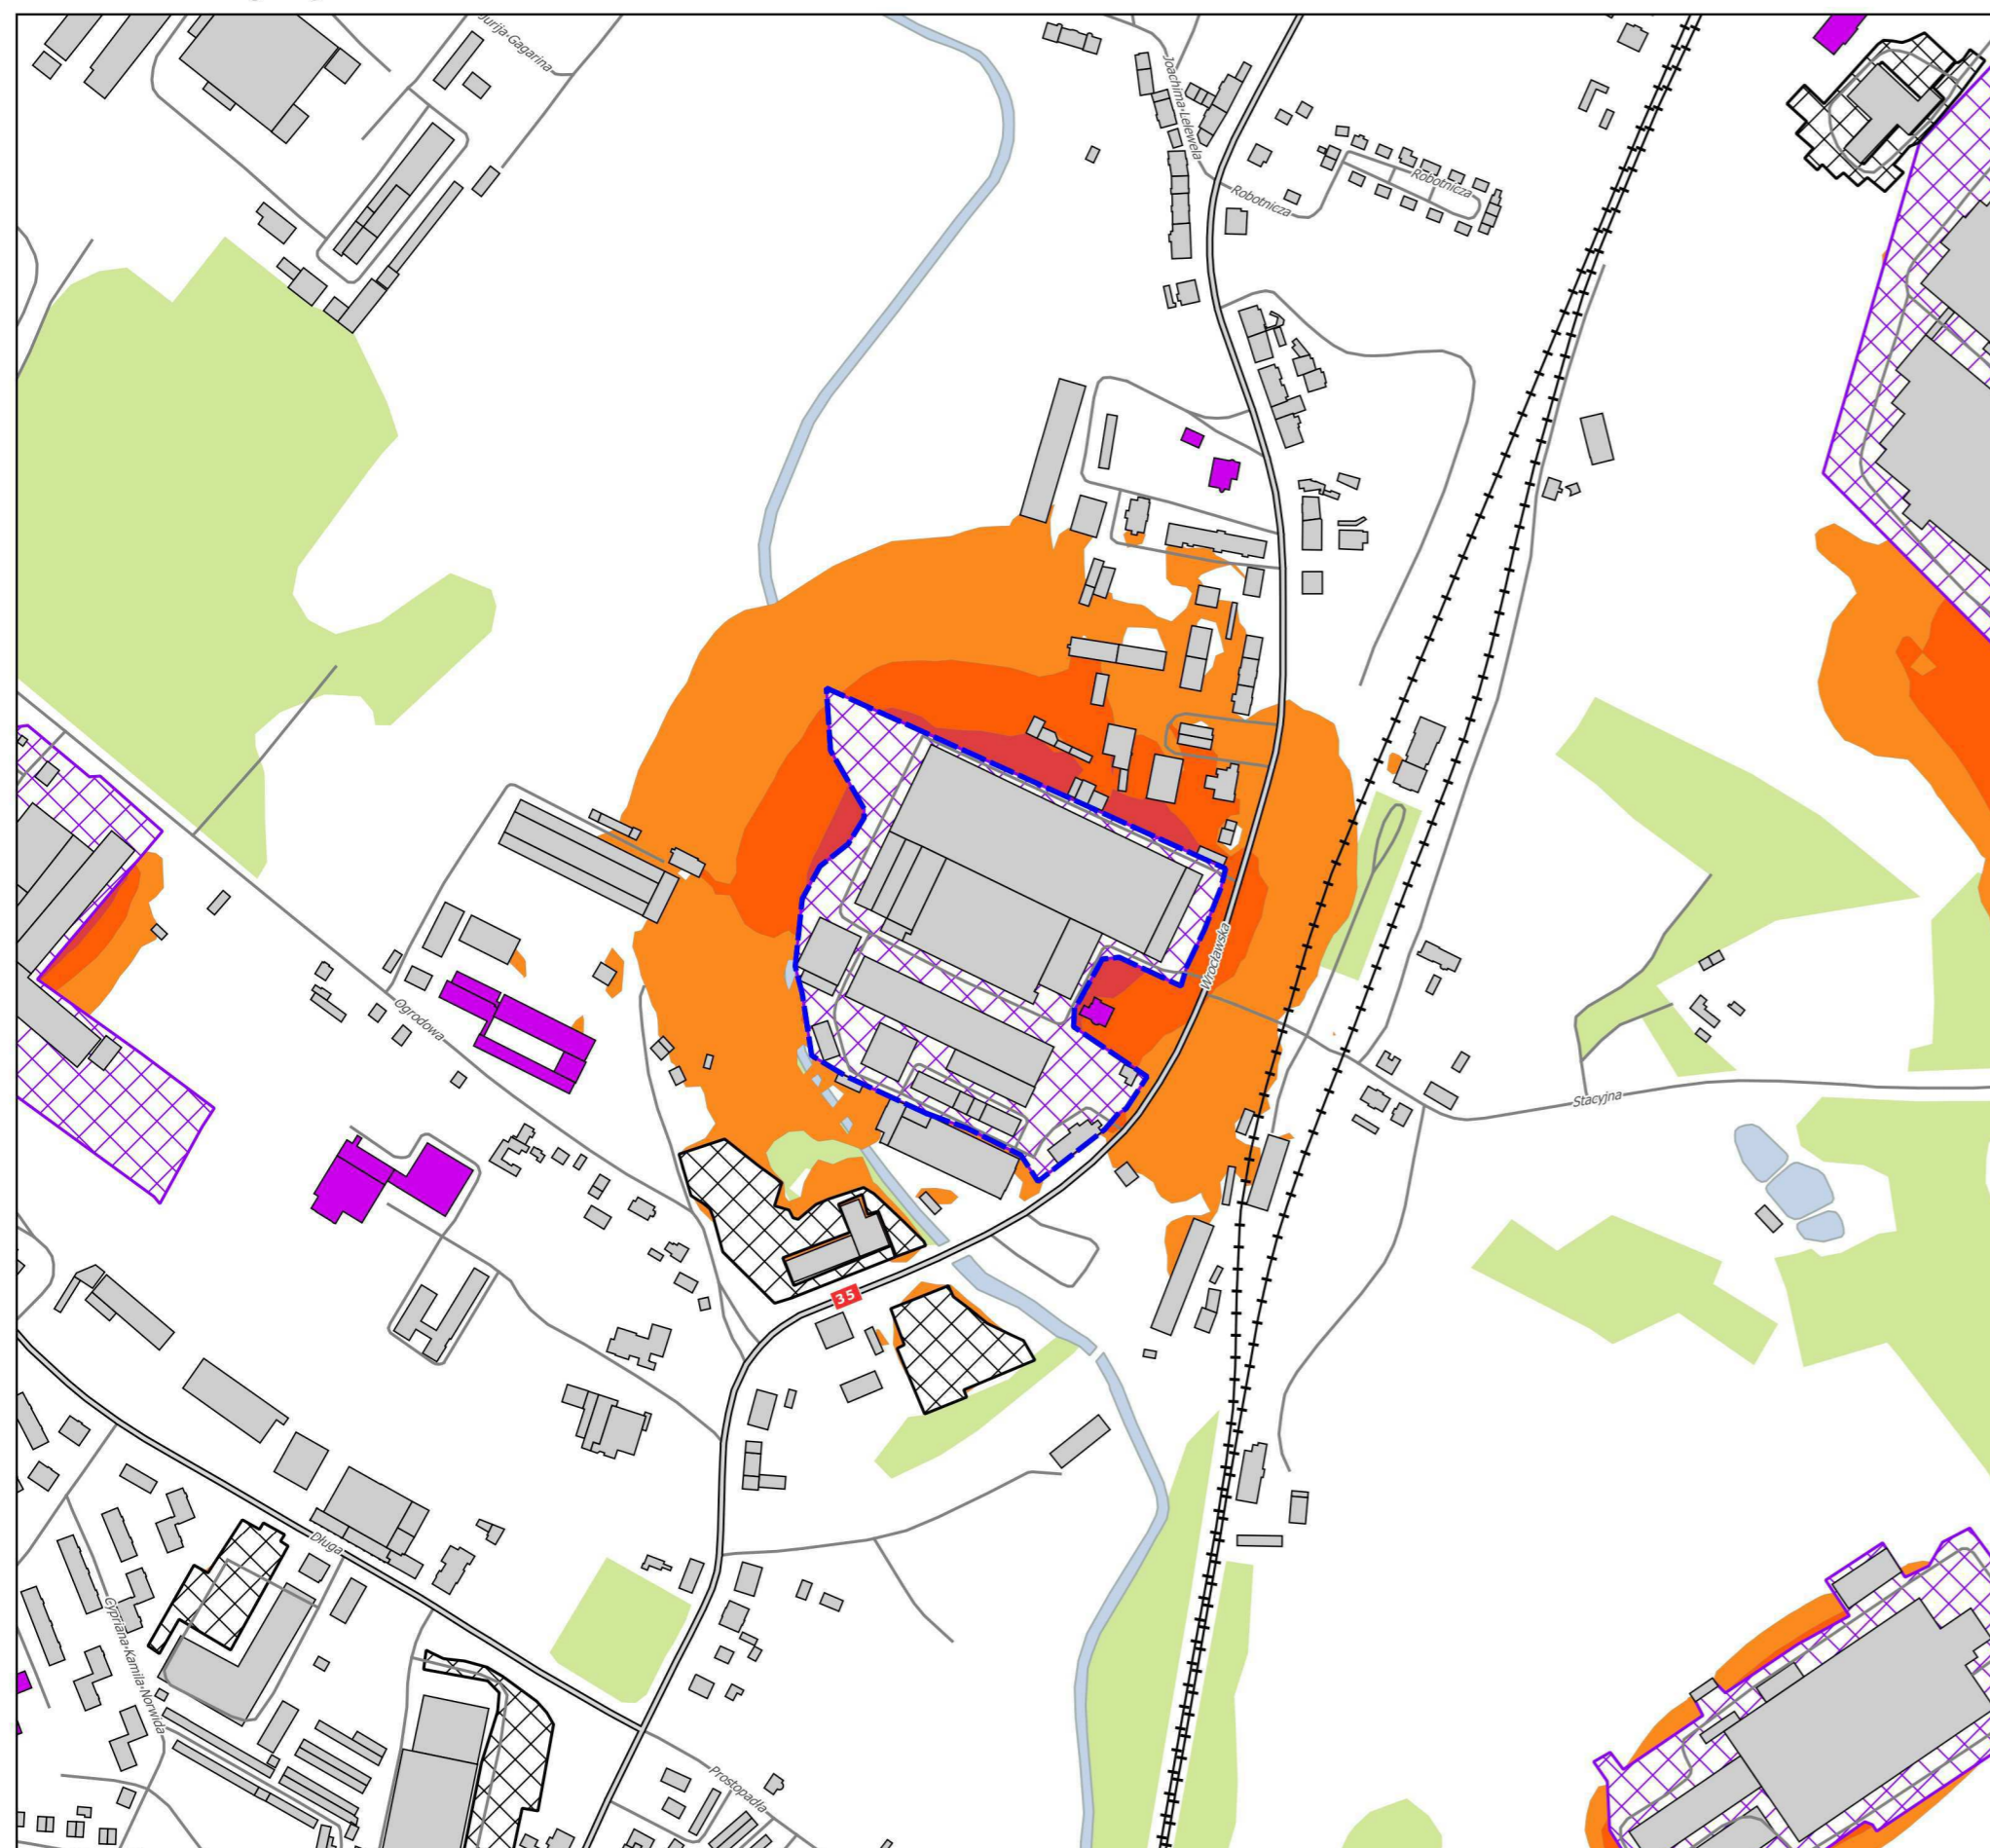 Jurija Gagarina
Joachima Lelewela
Robotnicza
Robotnicza
Wrocławska
Ogrodowa
Stacyjna
35
Długa
Cypriana Kamila Norwida
Prostopadła